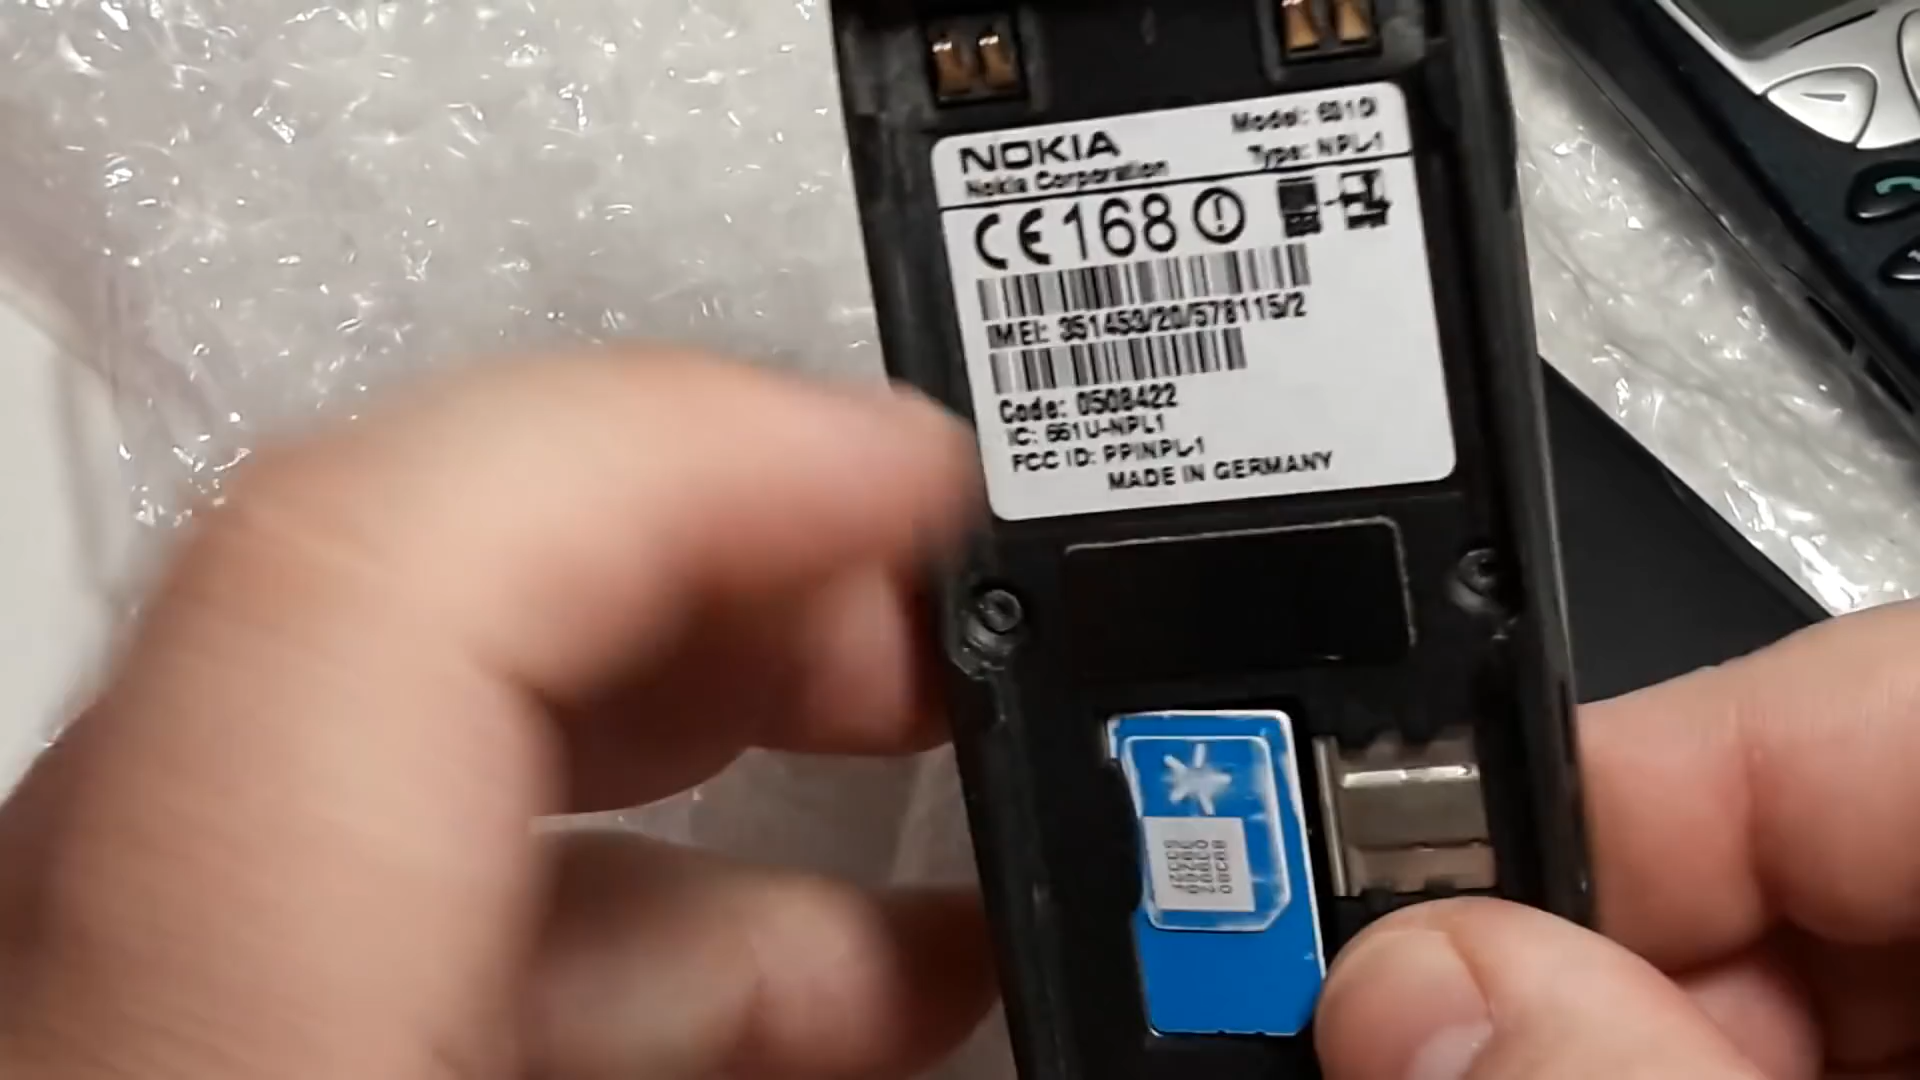 NOKIA
Nokia Corporation
Model: 6310i
Type: NPL-1
CE168
IMEI: 351453/20/578115/2
Code: 0508422
IC: 661U-NPL1
FCC ID: PPINPL-1
MADE IN GERMANY